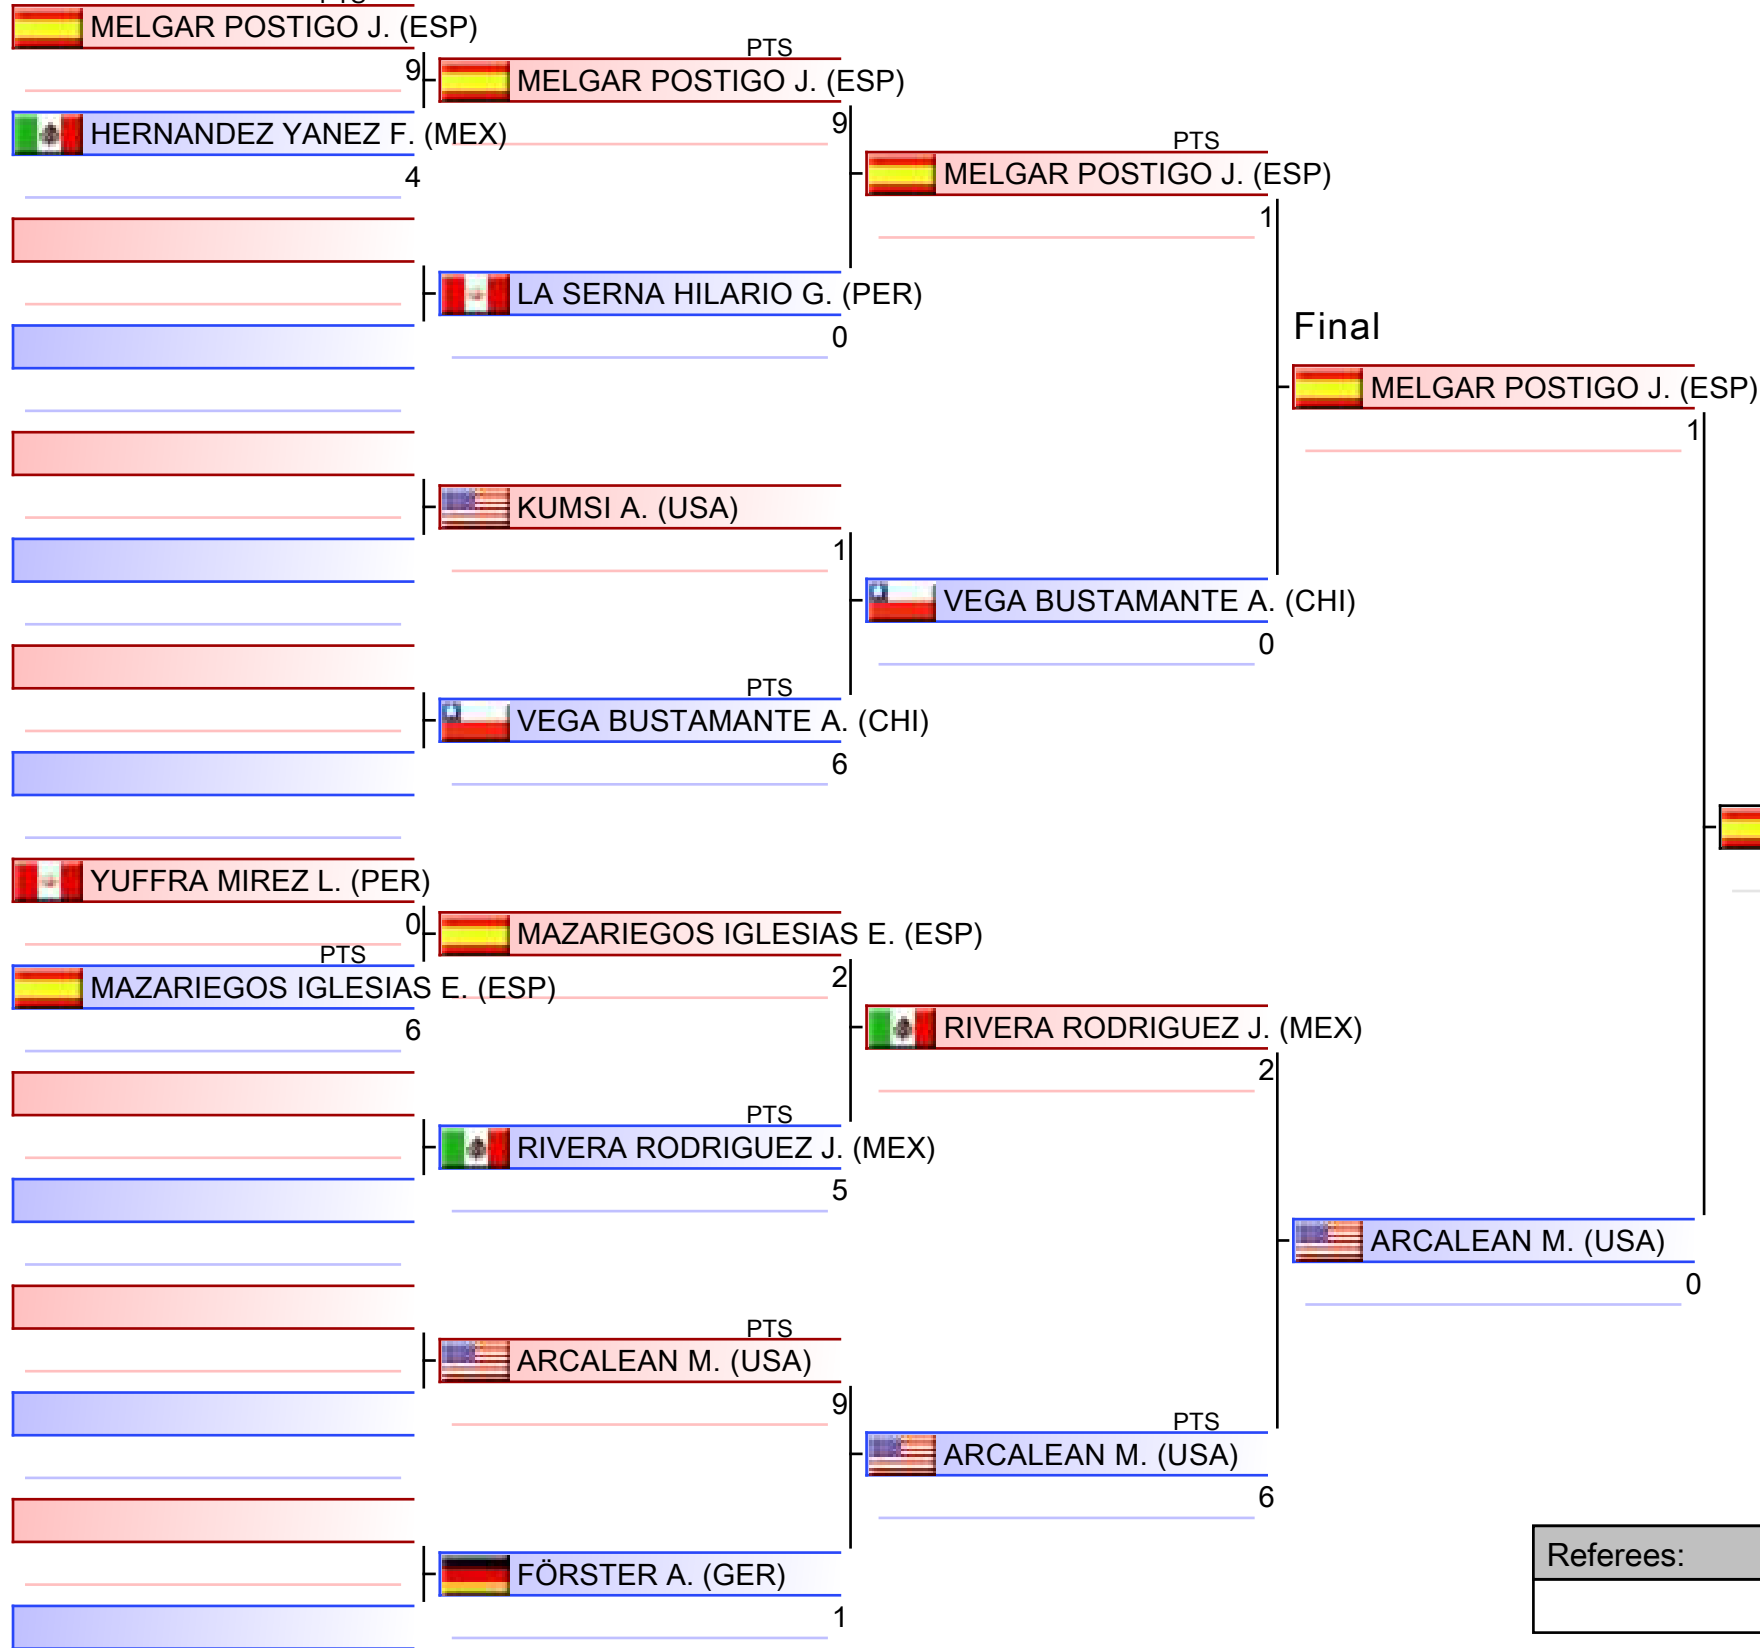 PTS
MELGAR POSTIGO J. (ESP)
9
HERNANDEZ YANEZ F. (MEX)
4
YUFFRA MIREZ L. (PER)
0
PTS
MAZARIEGOS IGLESIAS E. (ESP)
6
PTS
MELGAR POSTIGO J. (ESP)
9
LA SERNA HILARIO G. (PER)
0
KUMSI A. (USA)
1
PTS
VEGA BUSTAMANTE A. (CHI)
6
MAZARIEGOS IGLESIAS E. (ESP)
2
PTS
RIVERA RODRIGUEZ J. (MEX)
5
PTS
ARCALEAN M. (USA)
9
FÖRSTER A. (GER)
1
PTS
MELGAR POSTIGO J. (ESP)
1
VEGA BUSTAMANTE A. (CHI)
0
RIVERA RODRIGUEZ J. (MEX)
2
PTS
ARCALEAN M. (USA)
6
Final
MELGAR POSTIGO J. (ESP)
1
ARCALEAN M. (USA)
0
Referees: